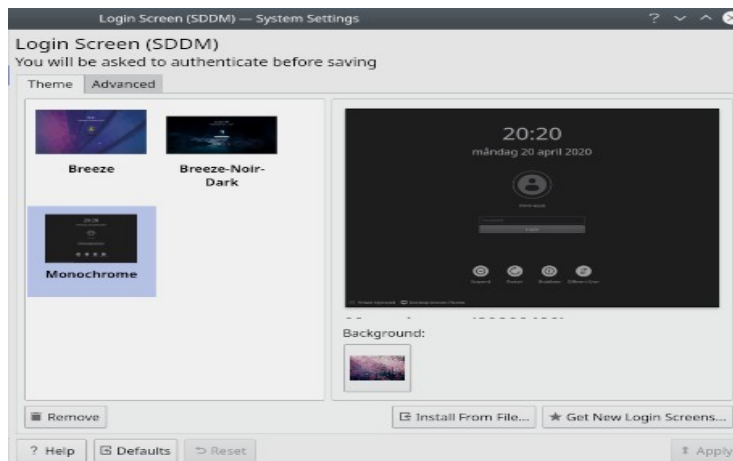 Login Screen (SDDM) — System Settings
Login Screen (SDDM)
You will be asked to authenticate before saving
Theme Advanced
Breeze
Breeze-Noir-
Dark
Monochrome
20:20
måndag 20 april 2020
Background:
Remove
Install From File...
Get New Login Screens...
? Help
Defaults
Reset
Apply